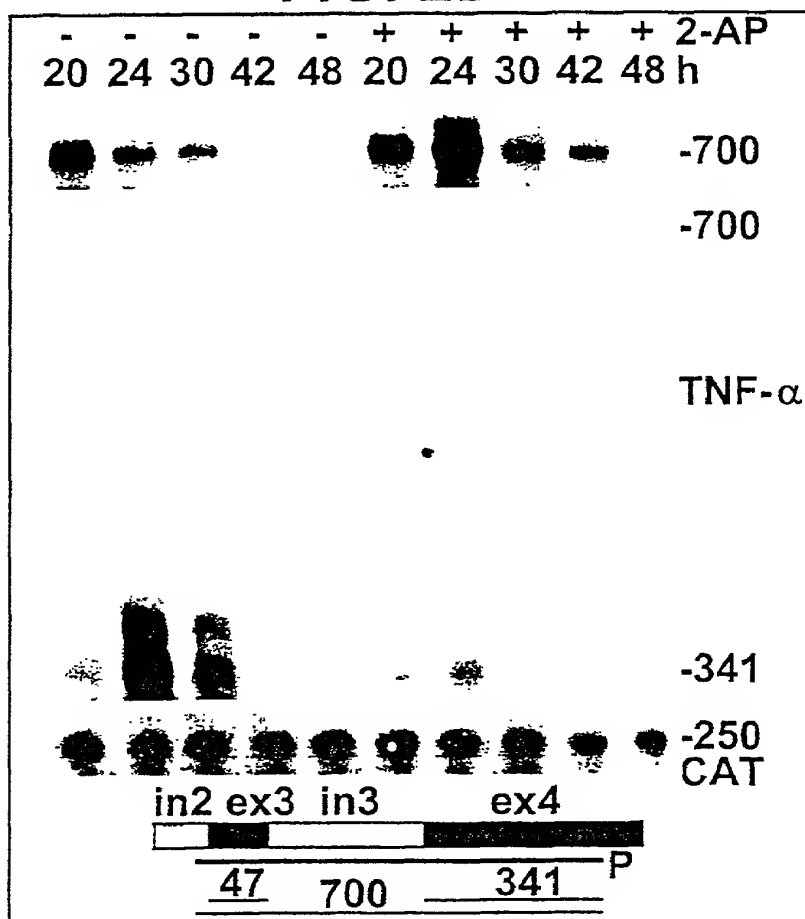 - - - - - + + + + + 2-AP
20 24 30 42 48 20 24 30 42 48 h
-700
-700
TNF-α
-341
-250
CAT
in2 ex3 in3 ex4
P
47 700 341